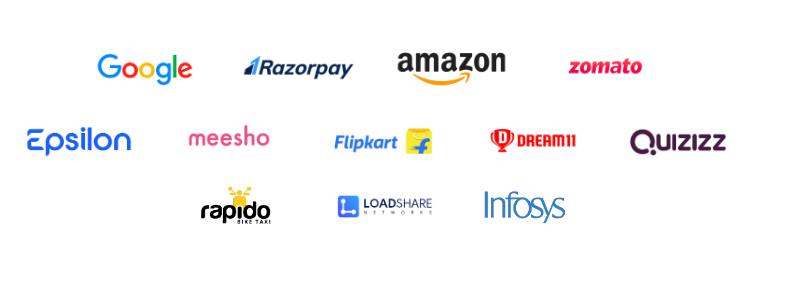 Google
Razorpay
amazon
zomato
Epsilon
meesho
Flipkart
f
D
DREAM11
QUIZIZZ
rapido
BIKE TAXI
LOADSHARE
NETWORKS
Infosys